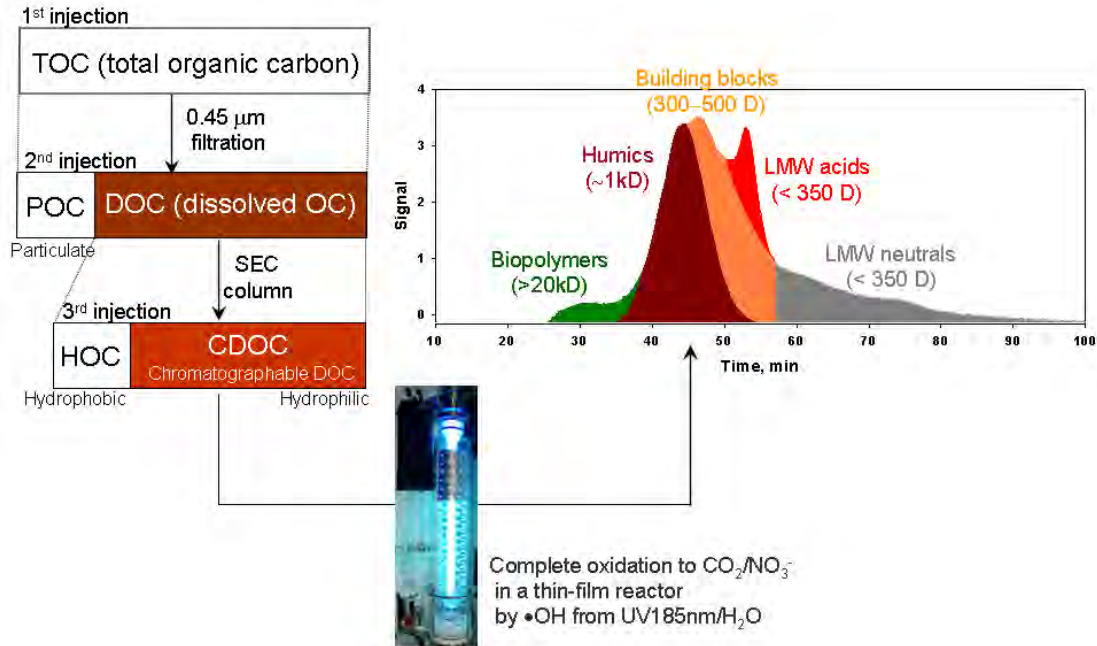 1st injection
TOC (total organic carbon)
0.45 μm
filtration
2nd injection
POC
DOC (dissolved OC)
Particulate
SEC
column
3rd injection
HOC
CDOC
Chromatographable DOC
Hydrophobic
Hydrophilic
Building blocks
(300–500 D)
Humics
(~1kD)
LMW acids
(< 350 D)
Biopolymers
(>20kD)
LMW neutrals
(< 350 D)
Signal
4
3
2
1
0
10 20 30 40 50 60 70 80 90 100
Time, min
Complete oxidation to CO2/NO3-
in a thin-film reactor
by •OH from UV185nm/H2O